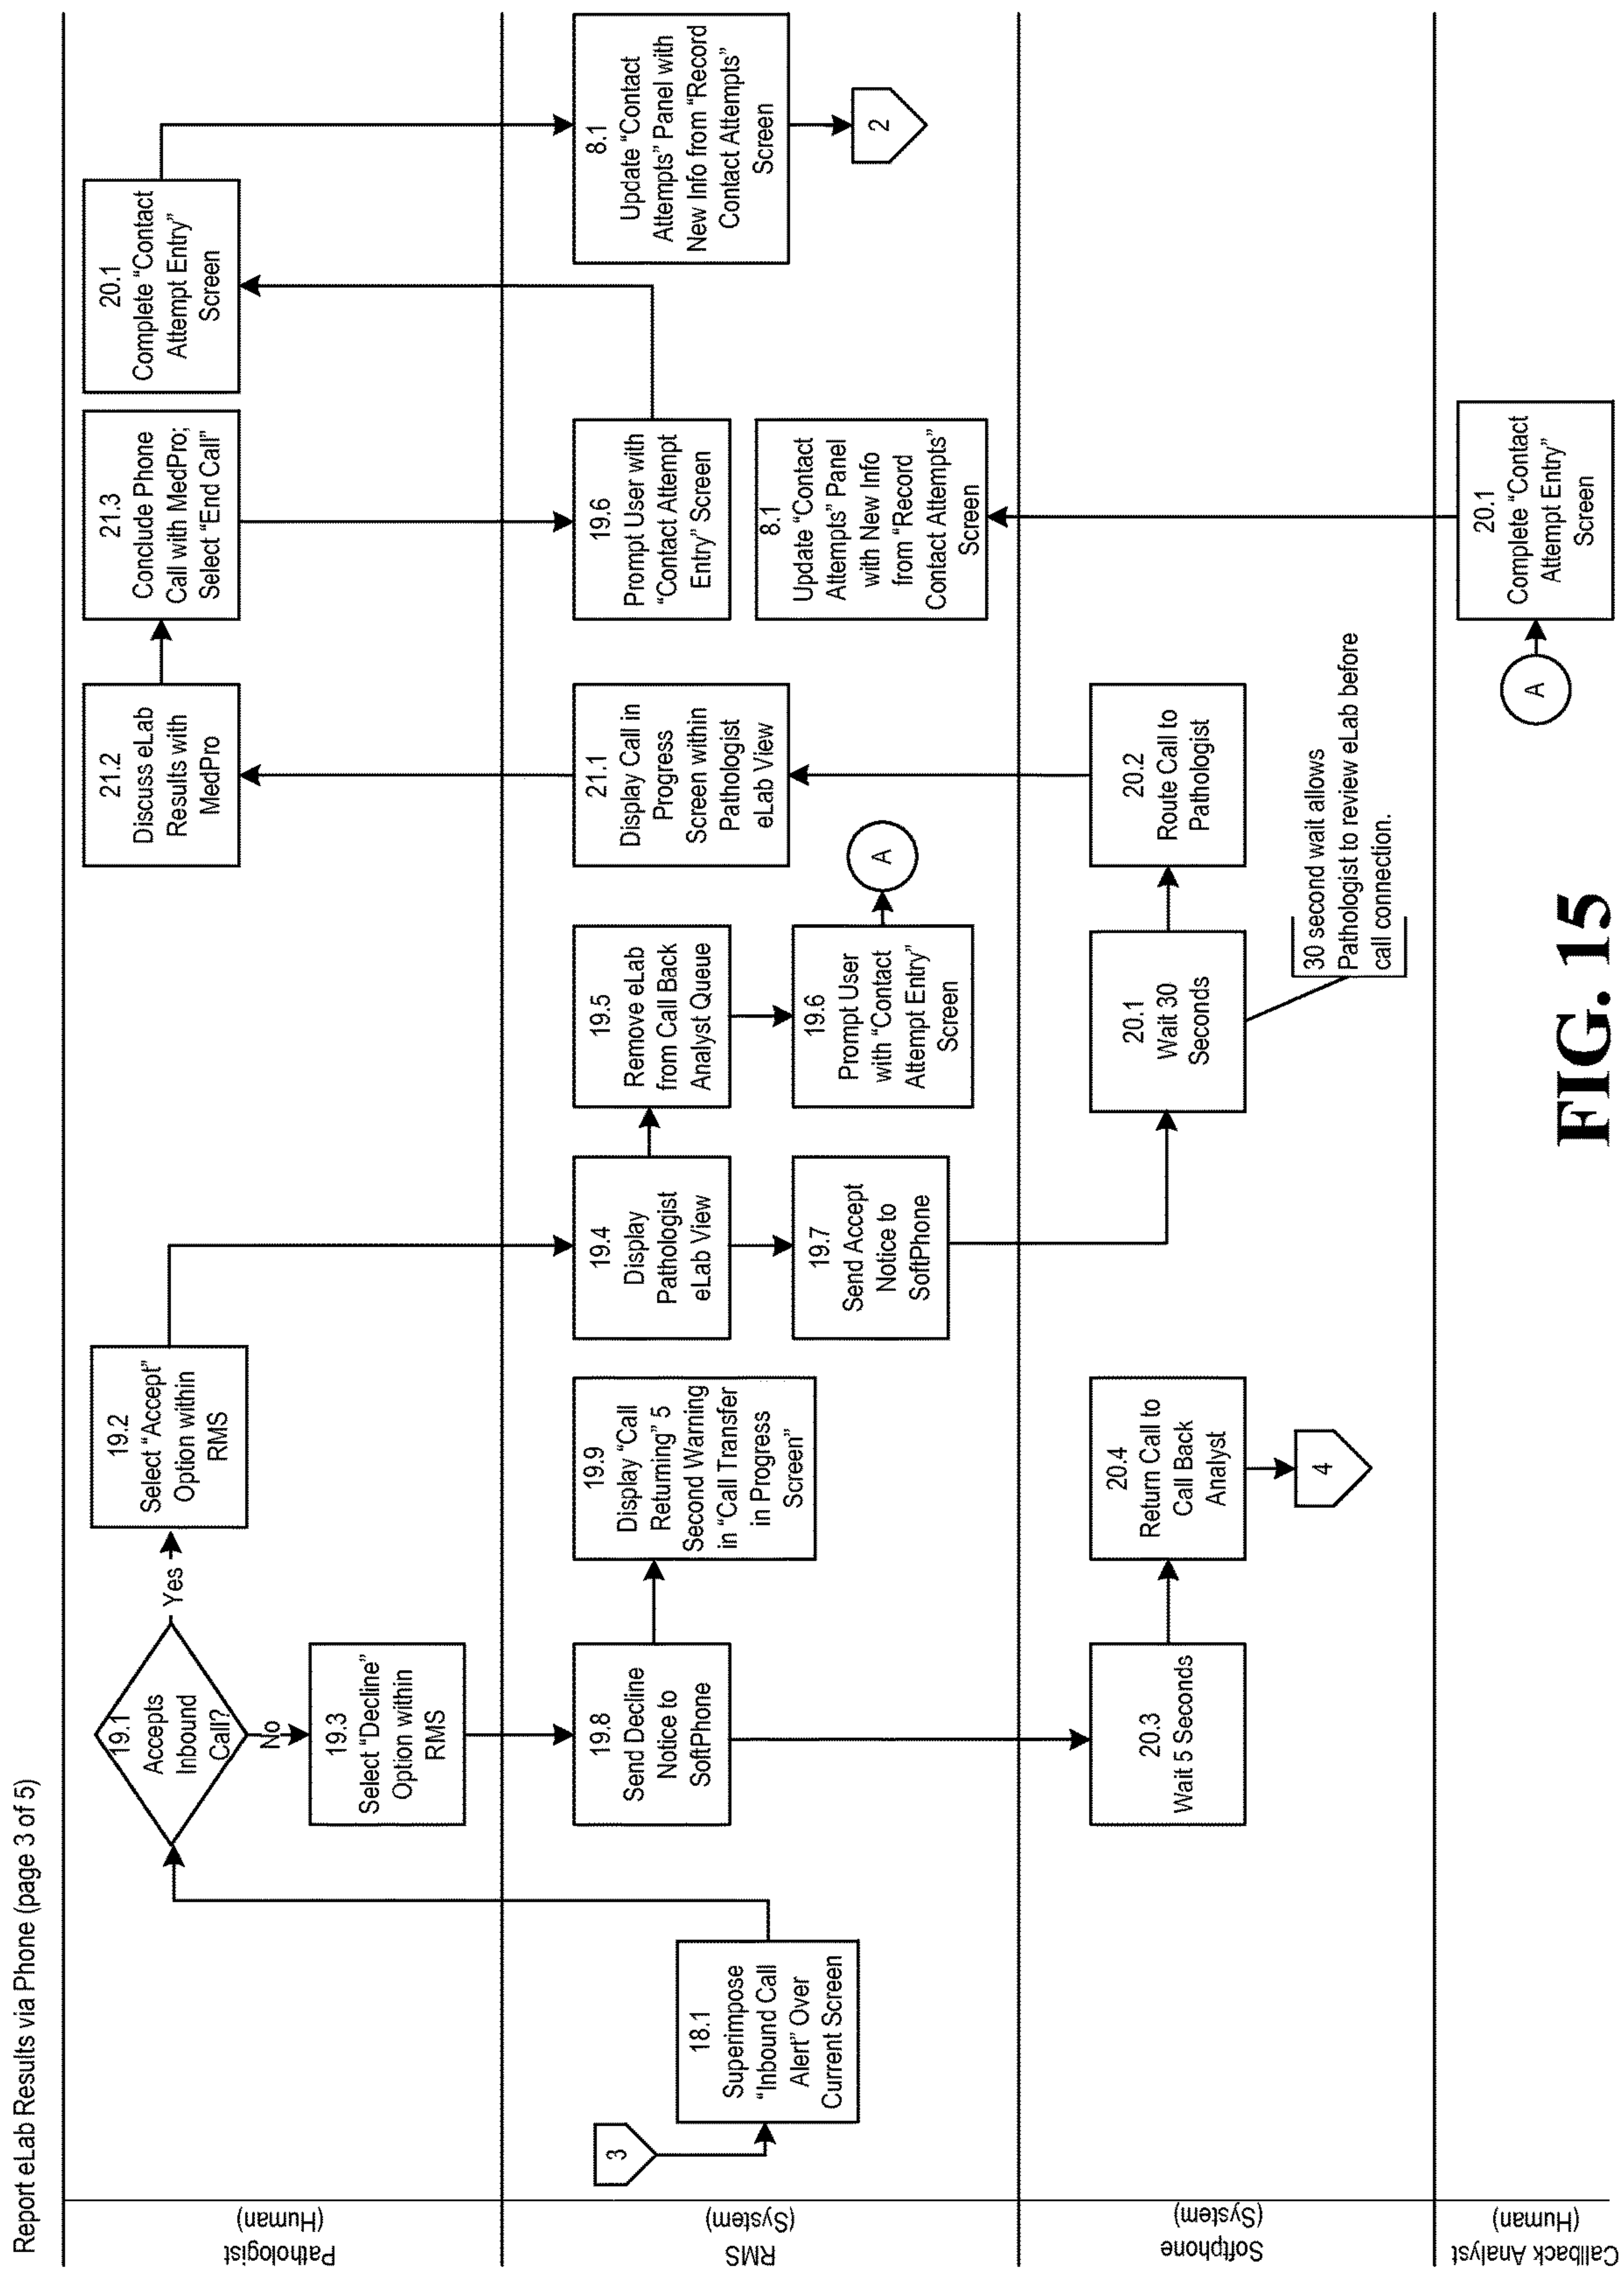 Report eLab Results via Phone (page 3 of 5)
Pathologist
(Human)
19.1
Accepts
Inbound
Call?
Yes
No
19.2
Select “Accept”
Option within
RMS
19.3
Select “Decline”
Option within
RMS
21.2
Discuss eLab
Results with
MedPro
21.3
Conclude Phone
Call with MedPro;
Select “End Call”
20.1
Complete “Contact
Attempt Entry”
Screen
RMS
(System)
3
18.1
Superimpose
“Inbound Call
Alert” Over
Current Screen
19.8
Send Decline
Notice to
SoftPhone
19.9
Display “Call
Returning” 5
Second Warning
in “Call Transfer
in Progress
Screen”
19.4
Display
Pathologist
eLab View
19.7
Send Accept
Notice to
SoftPhone
19.5
Remove eLab
from Call Back
Analyst Queue
19.6
Prompt User
with “Contact
Attempt Entry”
Screen
A
21.1
Display Call in
Progress
Screen within
Pathologist
eLab View
19.6
Prompt User with
“Contact Attempt
Entry” Screen
8.1
Update “Contact
Attempts” Panel
with New Info
from “Record
Contact Attempts”
Screen
8.1
Update “Contact
Attempts” Panel with
New Info from “Record
Contact Attempts”
Screen
2
Softphone
(System)
20.3
Wait 5 Seconds
20.4
Return Call to
Call Back
Analyst
4
20.1
Wait 30
Seconds
20.2
Route Call to
Pathologist
30 second wait allows
Pathologist to review eLab before
call connection.
Callback Analyst
(Human)
A
20.1
Complete “Contact
Attempt Entry”
Screen
FIG. 15